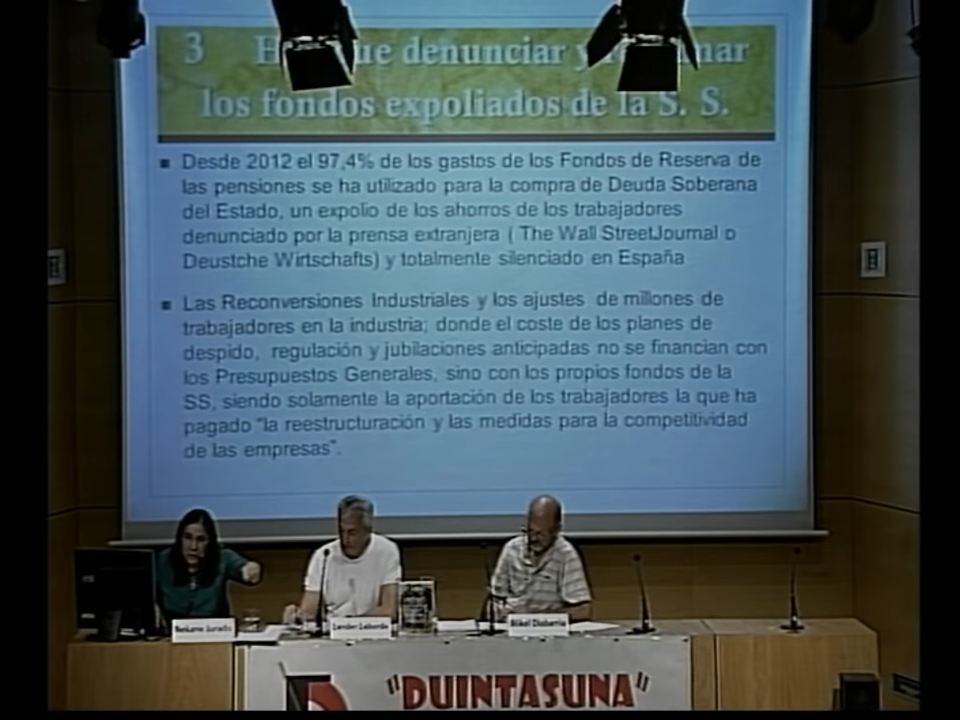 3 denunciar y
los fondos expoliados de la S. S.
Desde 2012 el 97,4% de los gastos de los Fondos de Reserva de
las pensiones se ha utilizado para la compra de Deuda Soberana
del Estado, un expolio de los ahorros de los trabajadores
denunciado por la prensa extranjera ( The Wall StreetJournal o
Deustche Wirtschafts) y totalmente silenciado en España
Las Reconversiones Industriales y los ajustes de millones de
trabajadores en la industria; donde el coste de los planes de
despido, regulación y jubilaciones anticipadas no se financian con
los Presupuestos Generales, sino con los propios fondos de la
SS, siendo solamente la aportación de los trabajadores la que ha
pagado "la reestructuración y las medidas para la competitividad
de las empresas".
Nekane Jurado
Lander
Mikel
"DUINTASUNA"